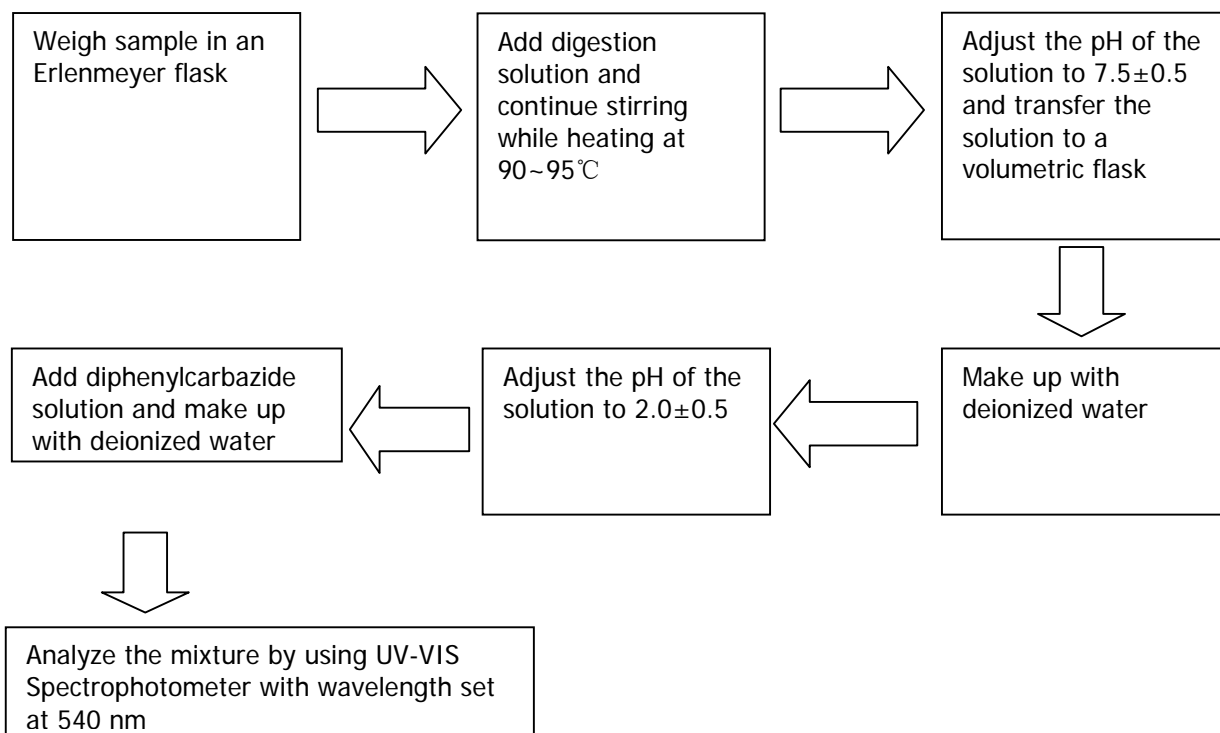 Weigh sample in an
Erlenmeyer flask
Add digestion
solution and
continue stirring
while heating at
90~95℃
Adjust the pH of the
solution to 7.5±0.5
and transfer the
solution to a
volumetric flask
Make up with
deionized water
Adjust the pH of the
solution to 2.0±0.5
Add diphenylcarbazide
solution and make up
with deionized water
Analyze the mixture by using UV-VIS
Spectrophotometer with wavelength set
at 540 nm